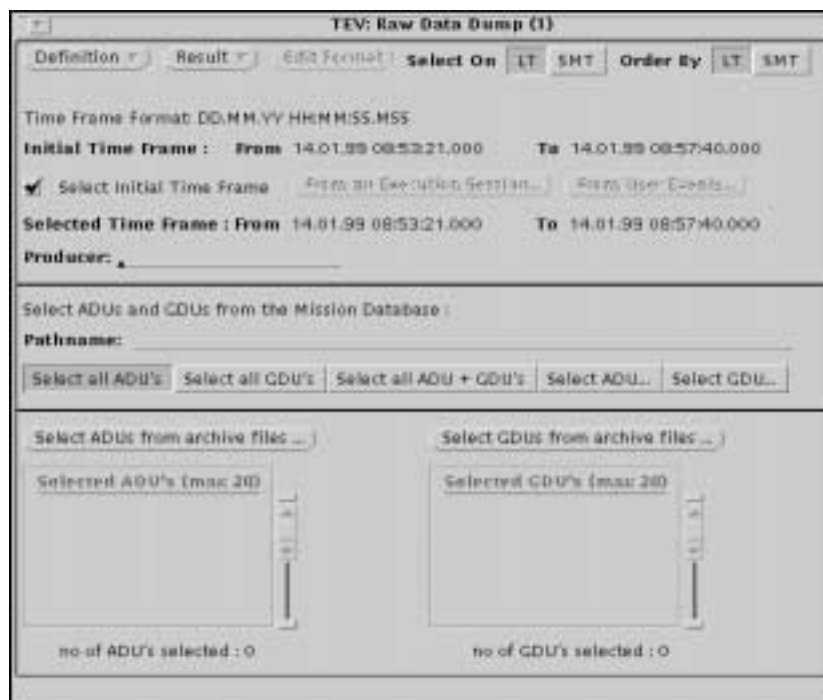 TEV: Raw Data Dump (1)
Definition Result Edit Format Select On LT SMT Order By LT SMT
Time Frame Format: DD.MM.YY HH:MM:SS.MSS
Initial Time Frame : From 14.01.99 08:53:21.000 To 14.01.99 08:57:40.000
Select Initial Time Frame From an Execution Session... From User Events...
Selected Time Frame : From 14.01.99 08:53:21.000 To 14.01.99 08:57:40.000
Producer:
Select ADUs and GDUs from the Mission Database :
Pathname:
Select all ADU's Select all GDU's Select all ADU + GDU's Select ADU... Select GDU...
Select ADUs from archive files ... Select GDUs from archive files ...
Selected ADU's (max 20) Selected GDU's (max 20)
no of ADU's selected : 0 no of GDU's selected : 0